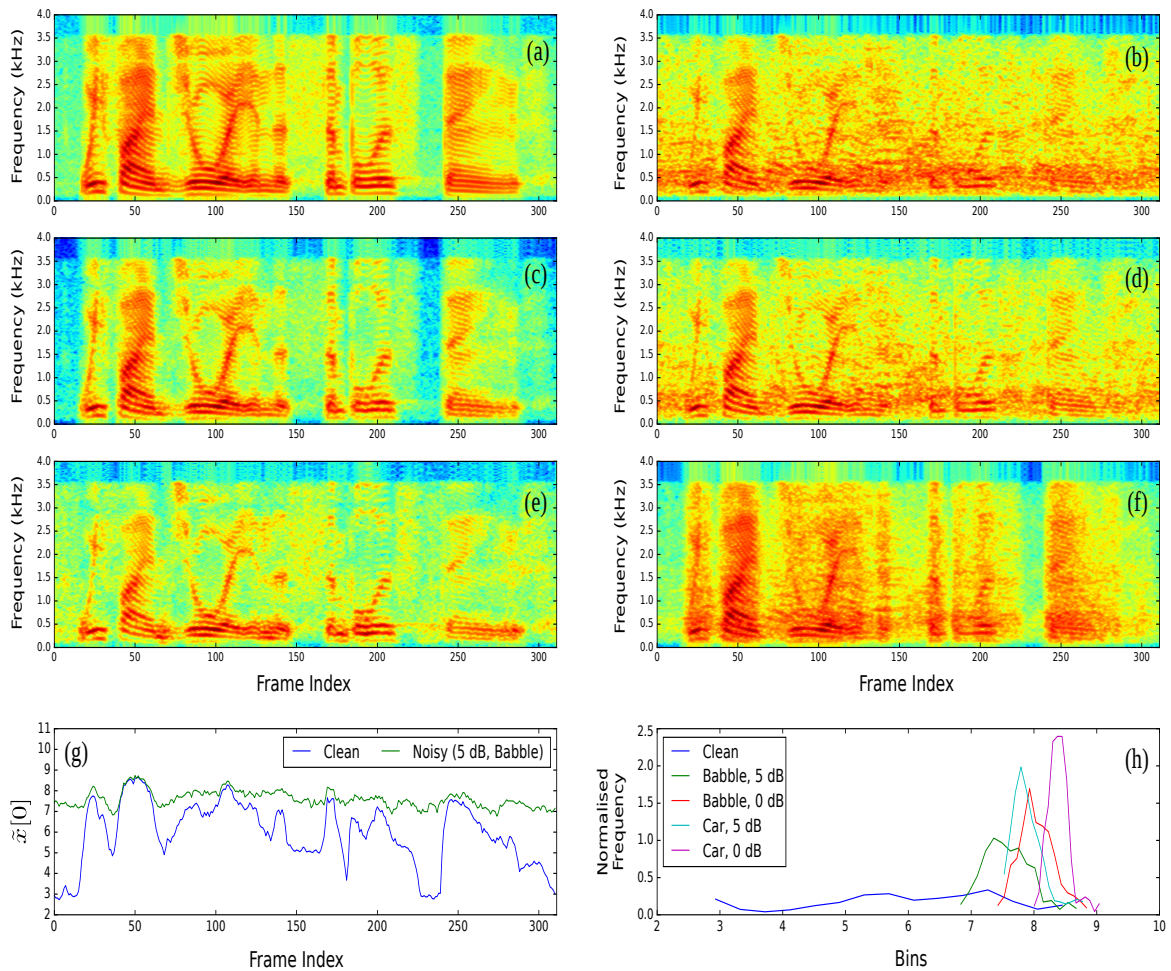 4.0
3.5
3.0
2.5
2.0
1.5
1.0
0.5
0.0
Frequency (kHz)
0 50 100 150 200 250 300
(a)
4.0
3.5
3.0
2.5
2.0
1.5
1.0
0.5
0.0
Frequency (kHz)
0 50 100 150 200 250 300
(b)
4.0
3.5
3.0
2.5
2.0
1.5
1.0
0.5
0.0
Frequency (kHz)
0 50 100 150 200 250 300
(c)
4.0
3.5
3.0
2.5
2.0
1.5
1.0
0.5
0.0
Frequency (kHz)
0 50 100 150 200 250 300
(d)
4.0
3.5
3.0
2.5
2.0
1.5
1.0
0.5
0.0
Frequency (kHz)
0 50 100 150 200 250 300
(e)
Frame Index
4.0
3.5
3.0
2.5
2.0
1.5
1.0
0.5
0.0
Frequency (kHz)
0 50 100 150 200 250 300
(f)
Frame Index
11
10
9
8
7
6
5
4
3
2
x̃[0]
(g)
Clean
Noisy (5 dB, Babble)
0 50 100 150 200 250 300
Frame Index
2.5
2.0
1.5
1.0
0.5
0.0
Normalised
Frequency
Clean
Babble, 5 dB
Babble, 0 dB
Car, 5 dB
Car, 0 dB
(h)
2 3 4 5 6 7 8 9 10
Bins